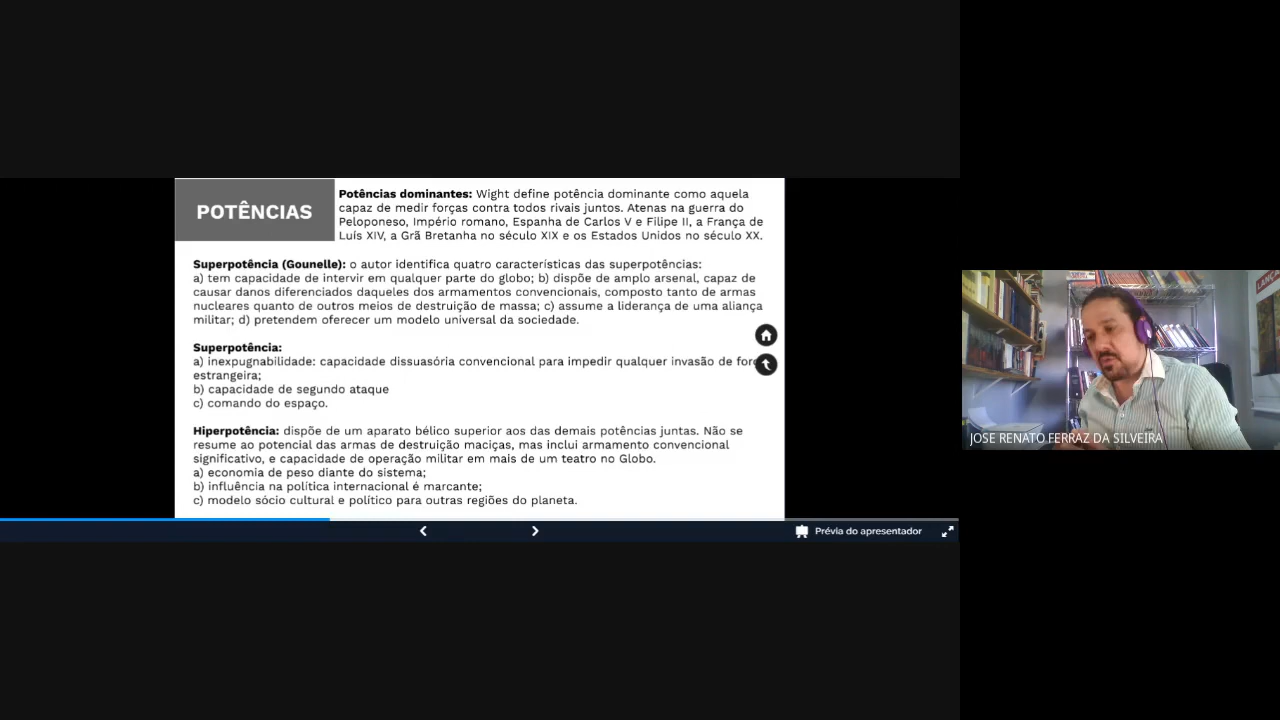 POTÊNCIAS
Potências dominantes: Wight define potência dominante como aquela
capaz de medir forças contra todos rivais juntos. Atenas na guerra do
Peloponeso, Império romano, Espanha de Carlos V e Filipe II, a França de
Luís XIV, a Grã Bretanha no século XIX e os Estados Unidos no século XX.
Superpotência (Gounelle): o autor identifica quatro características das superpotências:
a) tem capacidade de intervir em qualquer parte do globo; b) dispõe de amplo arsenal, capaz de
causar danos diferenciados daqueles dos armamentos convencionais, composto tanto de armas
nucleares quanto de outros meios de destruição de massa; c) assume a liderança de uma aliança
militar; d) pretendem oferecer um modelo universal da sociedade.
Superpotência:
a) inexpugnabilidade: capacidade dissuasória convencional para impedir qualquer invasão de
estrangeira;
b) capacidade de segundo ataque
c) comando do espaço.
Hiperpotência: dispõe de um aparato bélico superior aos das demais potências juntas. Não se
resume ao potencial das armas de destruição maciças, mas inclui armamento convencional
significativo, e capacidade de operação militar em mais de um teatro no Globo.
a) economia de peso diante do sistema;
b) influência na política internacional é marcante;
c) modelo sócio cultural e político para outras regiões do planeta.
Prévia do apresentador
JOSE RENATO FERRAZ DA SILVEIRA